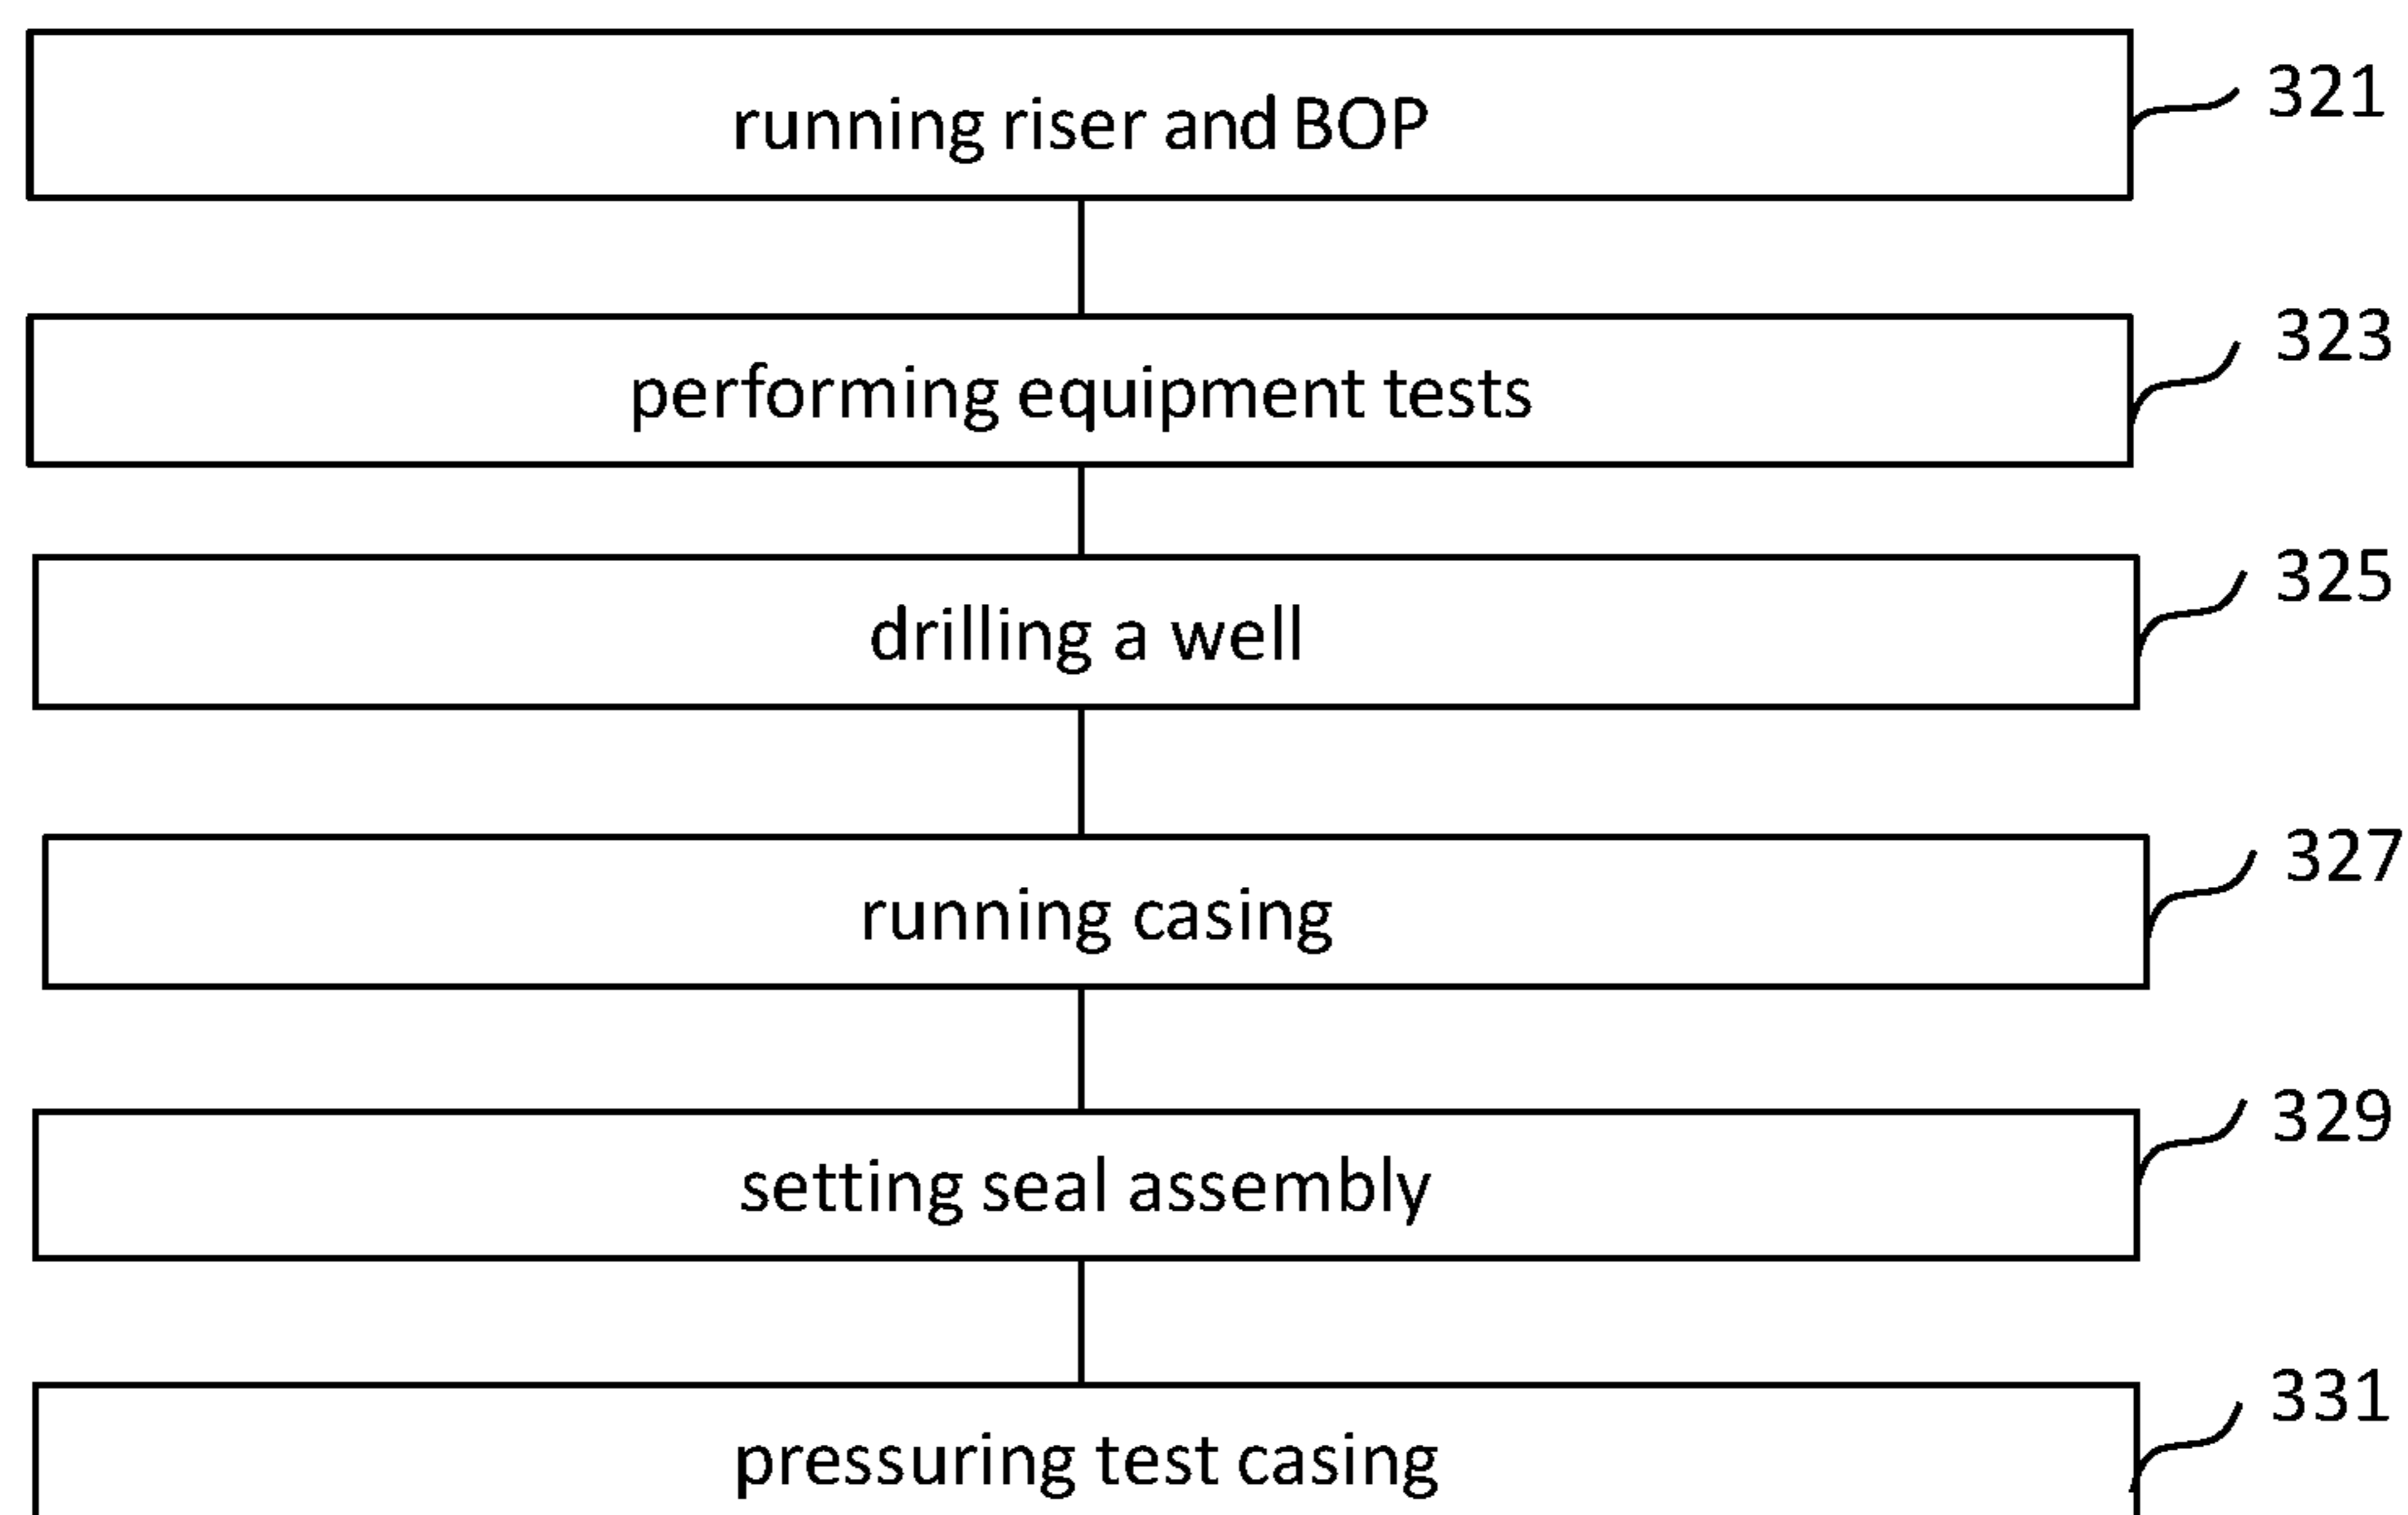 running riser and BOP 321
performing equipment tests 323
drilling a well 325
running casing 327
setting seal assembly 329
pressuring test casing 331